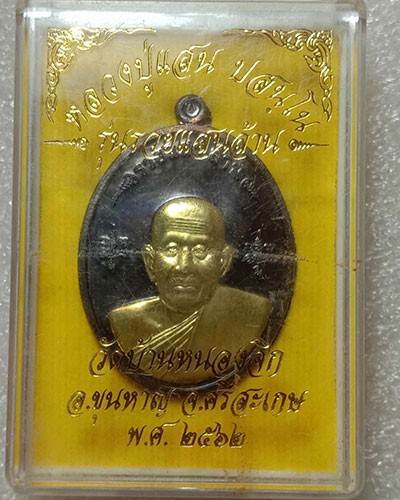 หลวงปู่แสน ปสนฺโน
รุ่นรวยแสนล้าน
วัดบ้านหนองจิก
อ.ขุนหาญ จ.ศรีสะเกษ
พ.ศ. ๒๕๖๒